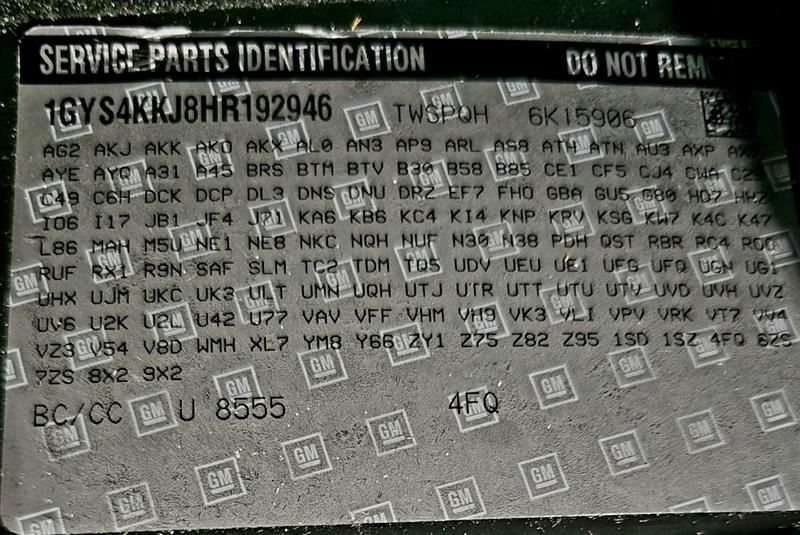 SERVICE PARTS IDENTIFICATION DO NOT REM
1GYS4KKJ8HR192946 TWSPQH 6K15906
AG2 AKJ AKK AKO AKX AL0 AN3 AP9 ARL AS8 ATH ATN AU3 AXP
AYE AYQ A31 A45 BRS BTM BTV B30 B58 B85 CE1 CF5 CJ4 CWA
C49 C6H DCK DCP DL3 DNS DNU DRZ EF7 FHO GBA GU5 G80 HD7
I06 I17 JB1 JF4 J71 KA6 KB6 KC4 KI4 KNP KRV KSG KW7 K4C K47
L86 MAH M5U NE1 NE8 NKC NQH NUF N30 N38 PDH QST RBR RC4
RUF RX1 R9N SAF SLM TC2 TDM TQ5 UDV UEU UE1 UFG UFQ UGN UG1
UHX UJM UKC UK3 ULT UMN UQH UTJ UTR UTT UTU UTV UVD UVH UVZ
UV6 U2K U2L U42 U77 VAV VFF VHM VH9 VK3 VLI VPV VRK VT7 VV4
VZ3 V54 V8D WMH XL7 YM8 Y66 ZY1 Z75 Z82 Z95 1SD 1SZ 4FQ
7ZS 8X2 9X2
BC/CC U 8555 4FQ